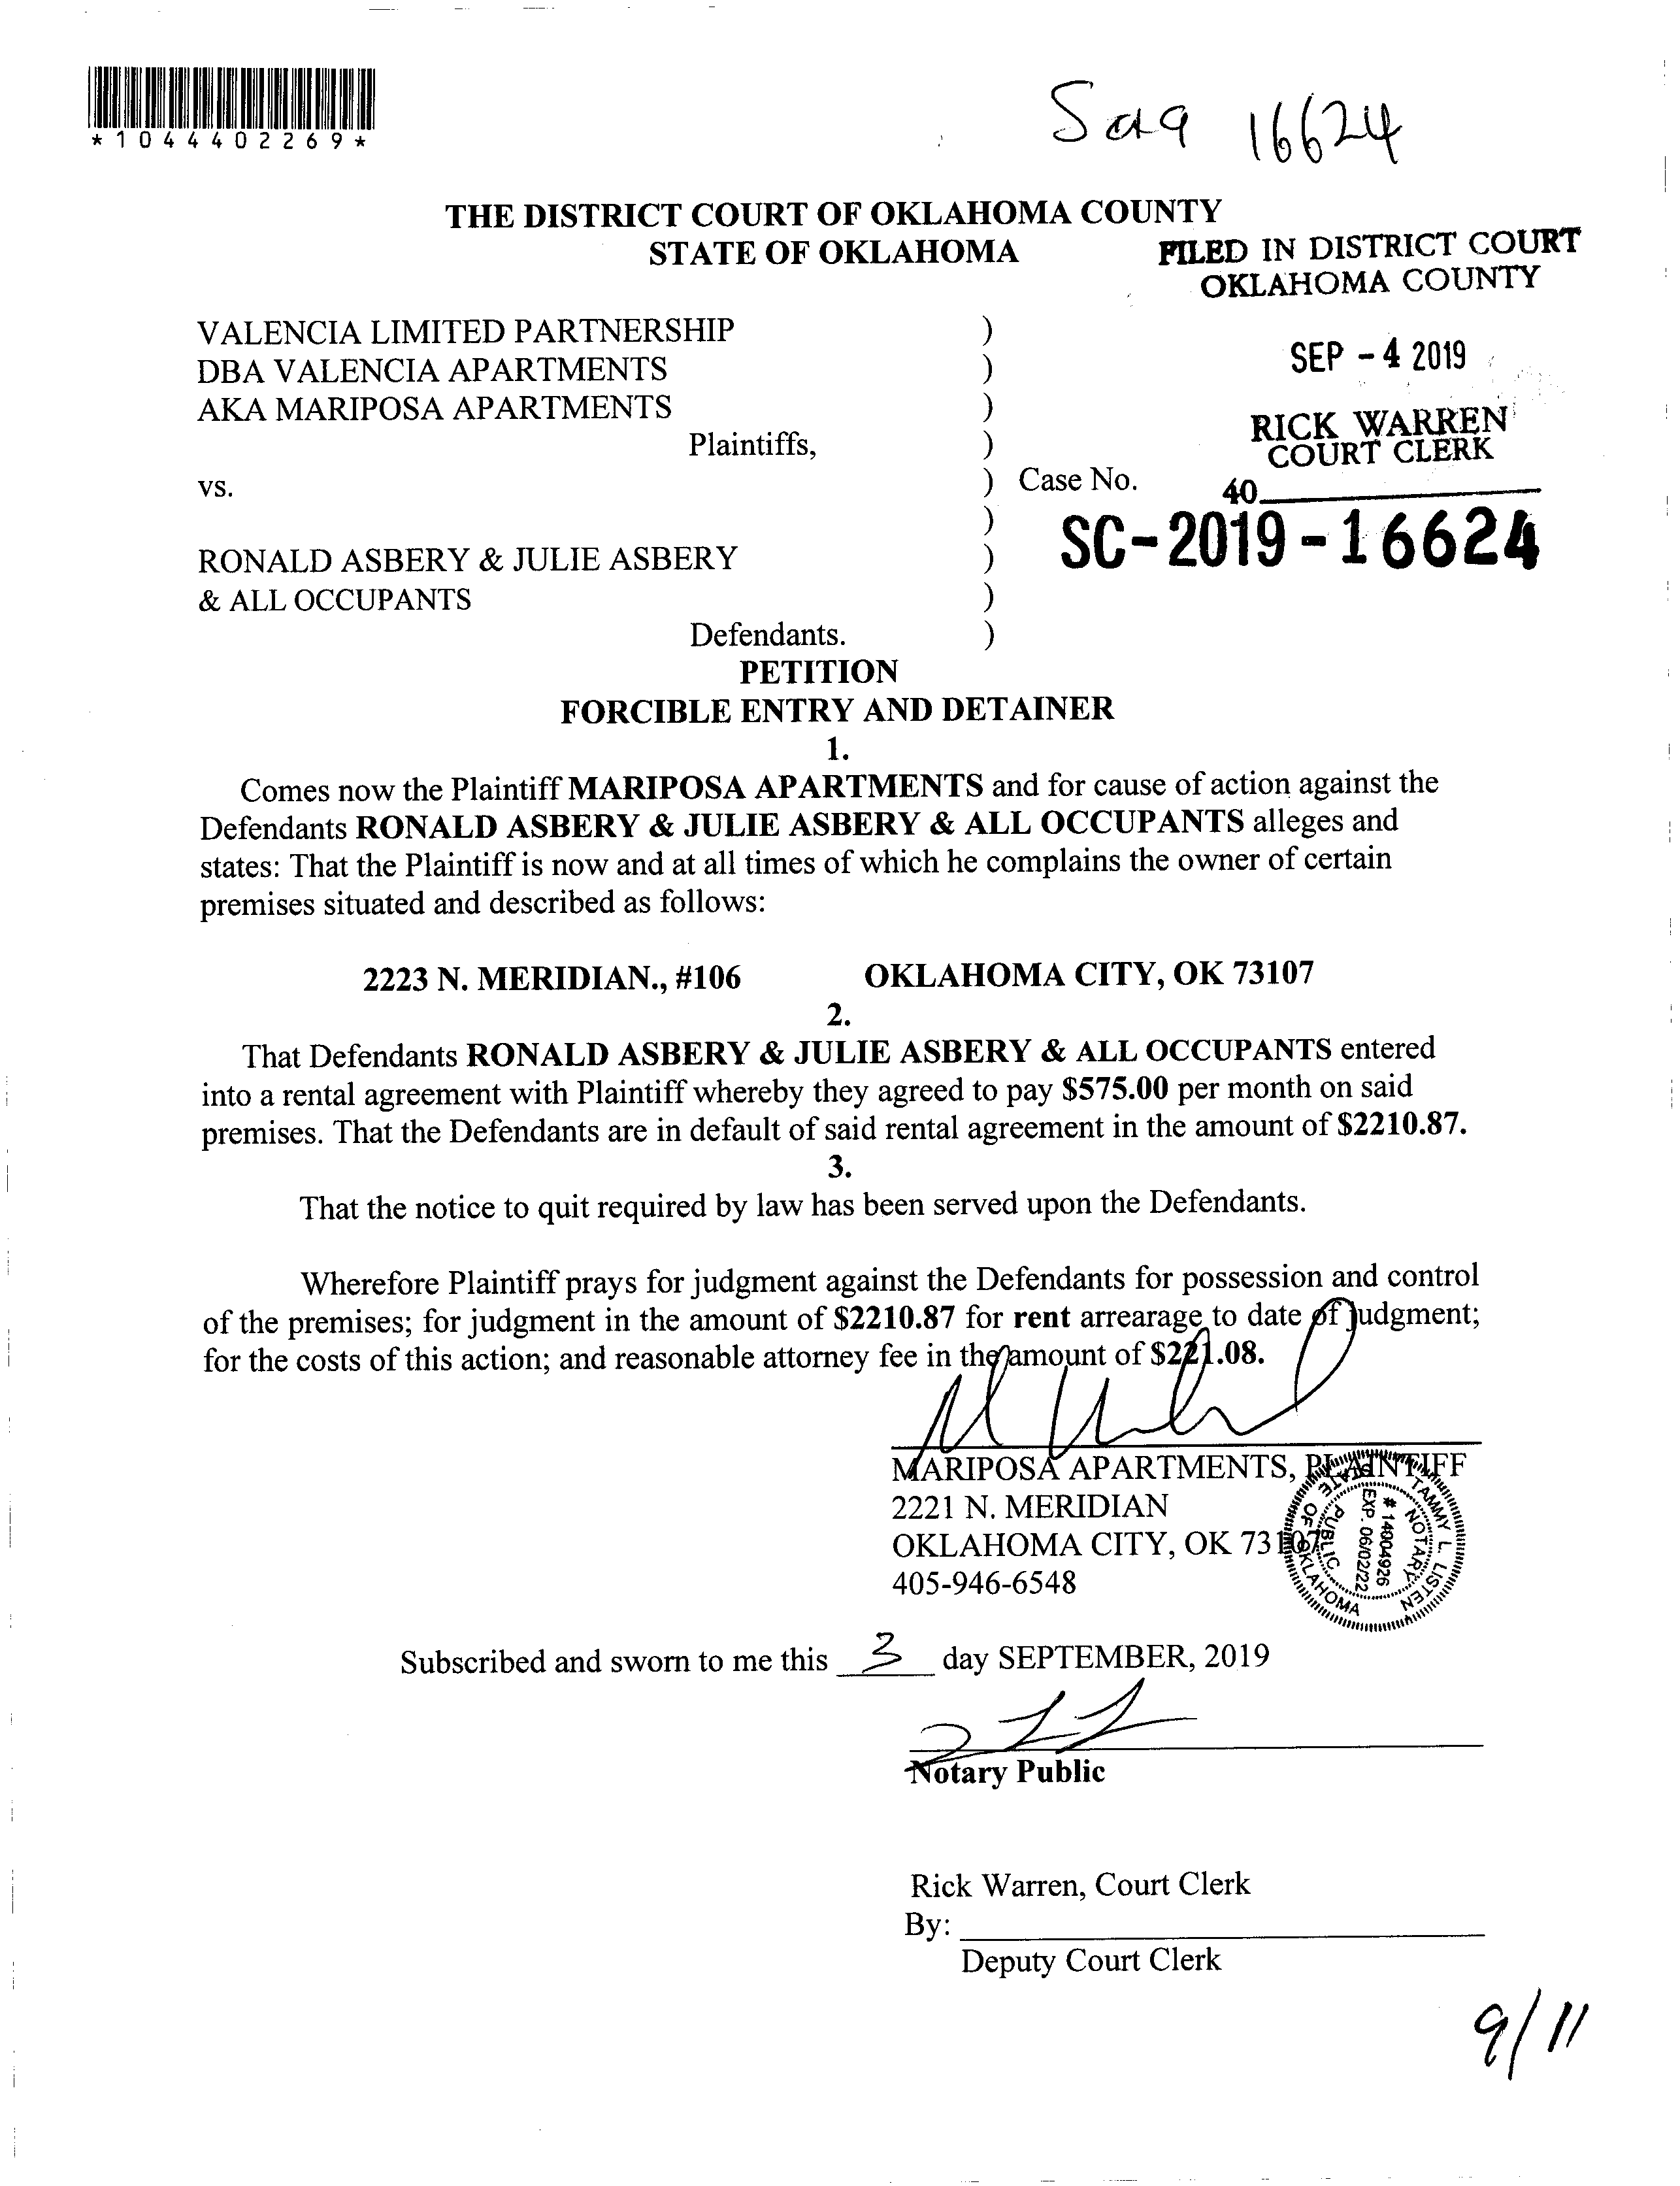 *1044402269*
16624
THE DISTRICT COURT OF OKLAHOMA COUNTY
STATE OF OKLAHOMA
FILED IN DISTRICT COURT
OKLAHOMA COUNTY
SEP - 4 2019
RICK WARREN
COURT CLERK
40
VALENCIA LIMITED PARTNERSHIP )
DBA VALENCIA APARTMENTS )
AKA MARIPOSA APARTMENTS )
Plaintiffs, )
vs. ) Case No.
)
SC-2019-16624
RONALD ASBERY & JULIE ASBERY )
& ALL OCCUPANTS )
Defendants. )
PETITION
FORCIBLE ENTRY AND DETAINER
1.
Comes now the Plaintiff MARIPOSA APARTMENTS and for cause of action against the
Defendants RONALD ASBERY & JULIE ASBERY & ALL OCCUPANTS alleges and
states: That the Plaintiff is now and at all times of which he complains the owner of certain
premises situated and described as follows:
2223 N. MERIDIAN., #106 OKLAHOMA CITY, OK 73107
2.
That Defendants RONALD ASBERY & JULIE ASBERY & ALL OCCUPANTS entered
into a rental agreement with Plaintiff whereby they agreed to pay $575.00 per month on said
premises. That the Defendants are in default of said rental agreement in the amount of $2210.87.
3.
That the notice to quit required by law has been served upon the Defendants.
Wherefore Plaintiff prays for judgment against the Defendants for possession and control
of the premises; for judgment in the amount of $2210.87 for rent arrearage to date of judgment;
for the costs of this action; and reasonable attorney fee in the amount of $221.08.
MARIPOSA APARTMENTS, PLAINTIFF
2221 N. MERIDIAN
OKLAHOMA CITY, OK 73107
405-946-6548
TAMMY L. LISTEN
NOTARY PUBLIC
# 14004926
EXP. 06/02/22
STATE OF OKLAHOMA
Subscribed and sworn to me this 3 day SEPTEMBER, 2019
Notary Public
Rick Warren, Court Clerk
By:
Deputy Court Clerk
9/11